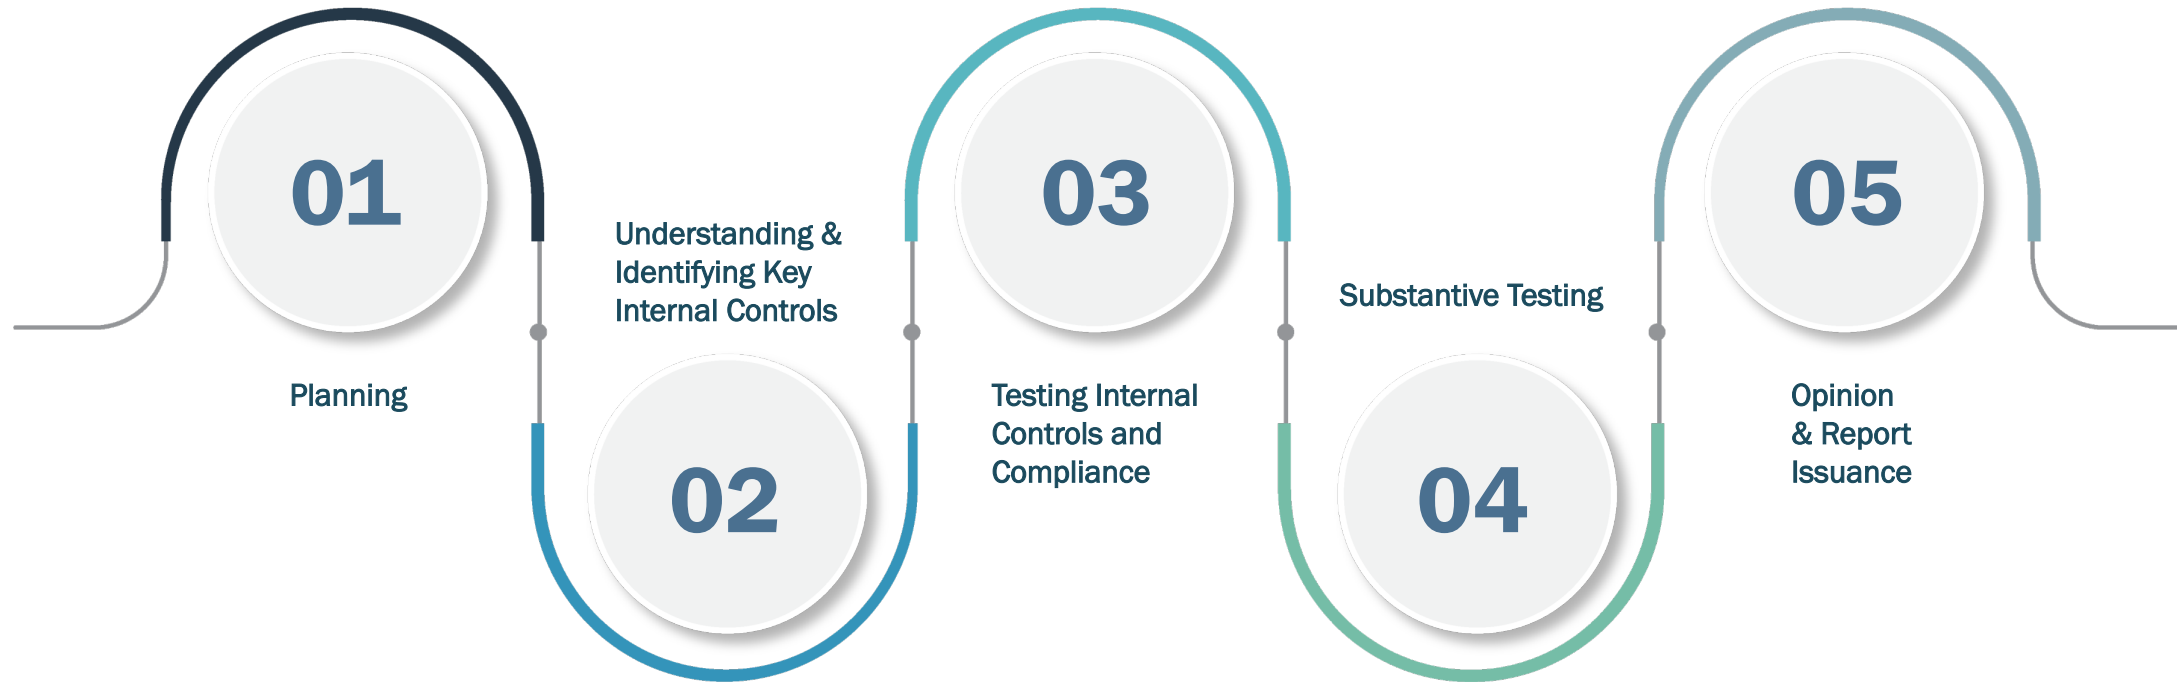 01
Planning
Understanding &
Identifying Key
Internal Controls
02
03
Testing Internal
Controls and
Compliance
Substantive Testing
04
05
Opinion
& Report
Issuance